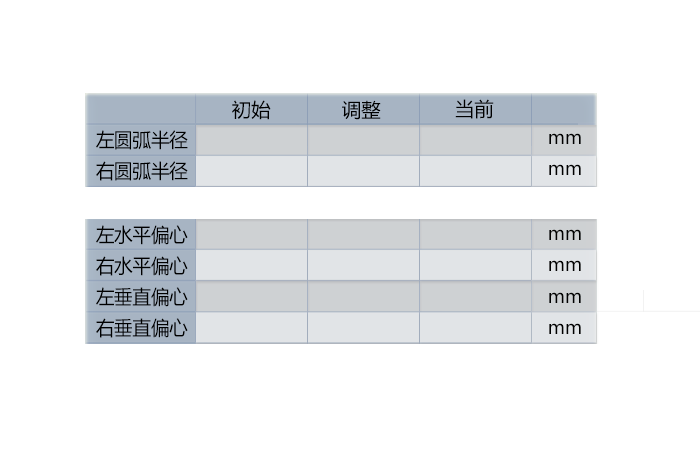 初始 调整 当前
左圆弧半径 mm
右圆弧半径 mm
左水平偏心 mm
右水平偏心 mm
左垂直偏心 mm
右垂直偏心 mm